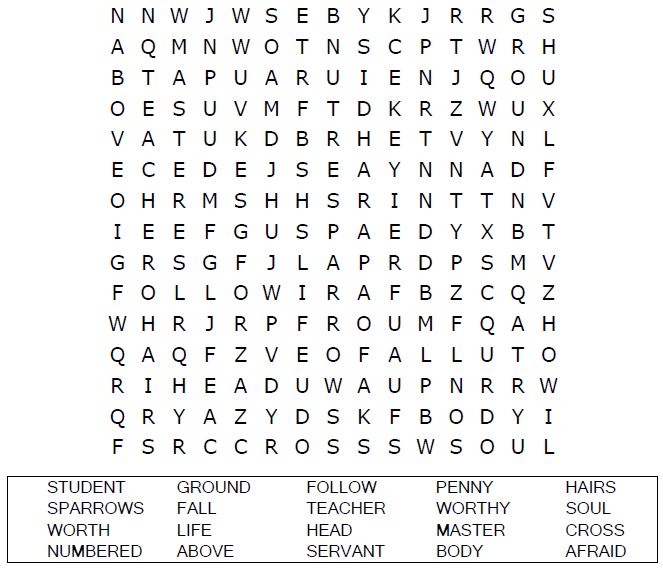 N N W J W S E B Y K J R R G S
A Q M N W O T N S C P T W R H
B T A P U A R U I E N J Q O U
O E S U V M F T D K R Z W U X
V A T U K D B R H E T V Y N L
E C E D E J S E A Y N N A D F
O H R M S H H S R I N T T N V
I E E F G U S P A E D Y X B T
G R S G F J L A P R D P S M V
F O L L O W I R A F B Z C Q Z
W H R J R P F R O U M F Q A H
Q A Q F Z V E O F A L L U T O
R I H E A D U W A U P N R R W
Q R Y A Z Y D S K F B O D Y I
F S R C C R O S S S W S O U L
STUDENT GROUND FOLLOW PENNY HAIRS
SPARROWS FALL TEACHER WORTHY SOUL
WORTH LIFE HEAD MASTER CROSS
NUMBERED ABOVE SERVANT BODY AFRAID